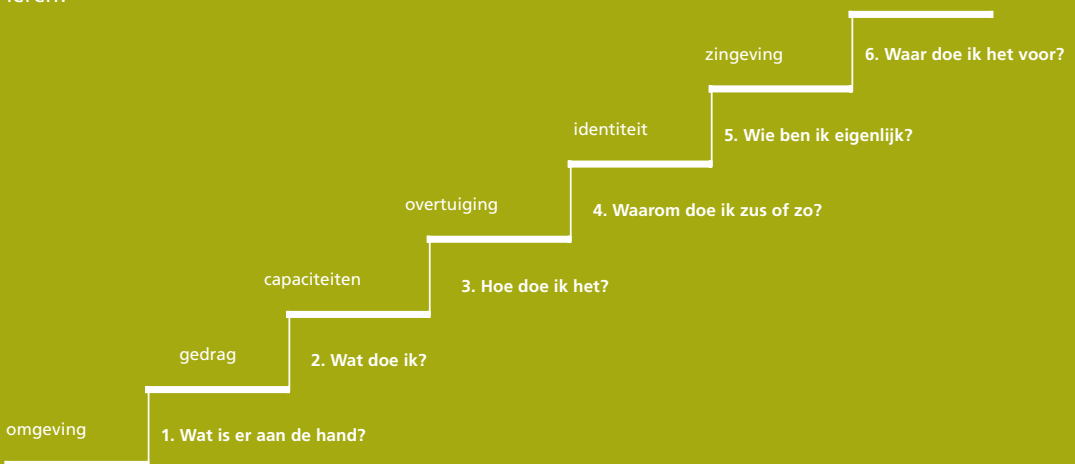 zingeving
6. Waar doe ik het voor?
identiteit
5. Wie ben ik eigenlijk?
overtuiging
4. Waarom doe ik zus of zo?
capaciteiten
3. Hoe doe ik het?
gedrag
2. Wat doe ik?
omgeving
1. Wat is er aan de hand?